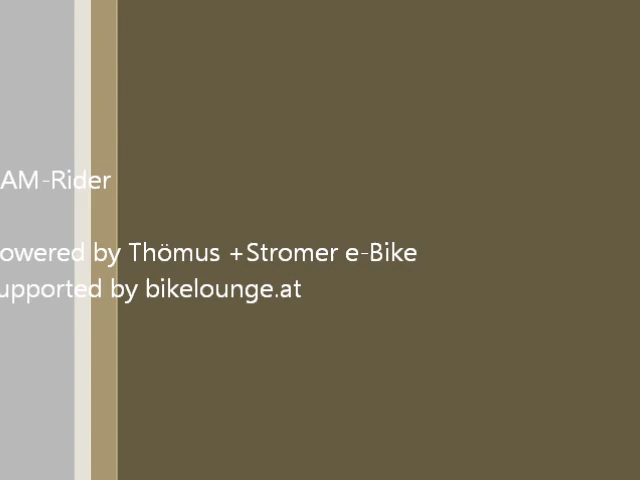 AM-Rider
owered by Thömus +Stromer e-Bike
upported by bikelounge.at